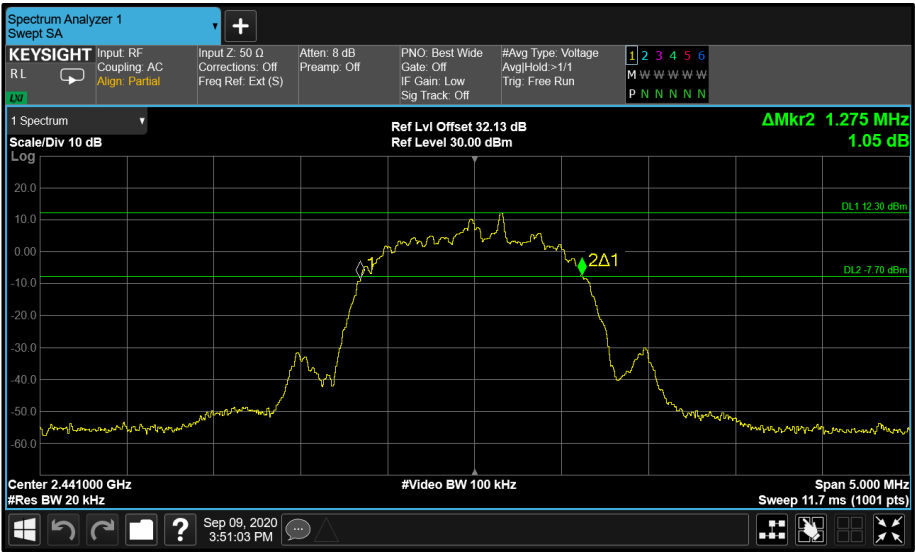 Spectrum Analyzer 1
Swept SA
+
KEYSIGHT Input: RF Input Z: 50 Ω Atten: 8 dB PNO: Best Wide #Avg Type: Voltage 1 2 3 4 5 6
RL Coupling: AC Corrections: Off Preamp: Off Gate: Off Avg|Hold:>1/1 M W W W W W
Align: Partial Freq Ref: Ext (S) IF Gain: Low Trig: Free Run
LXI Sig Track: Off P N N N N N
1 Spectrum
Ref Lvl Offset 32.13 dB ΔMkr2 1.275 MHz
Scale/Div 10 dB Ref Level 30.00 dBm 1.05 dB
Log
20.0
DL1 12.30 dBm
10.0
0.00
1 2Δ1
DL2 -7.70 dBm
-10.0
-20.0
-30.0
-40.0
-50.0
-60.0
Center 2.441000 GHz #Video BW 100 kHz Span 5.000 MHz
#Res BW 20 kHz Sweep 11.7 ms (1001 pts)
? Sep 09, 2020
3:51:03 PM